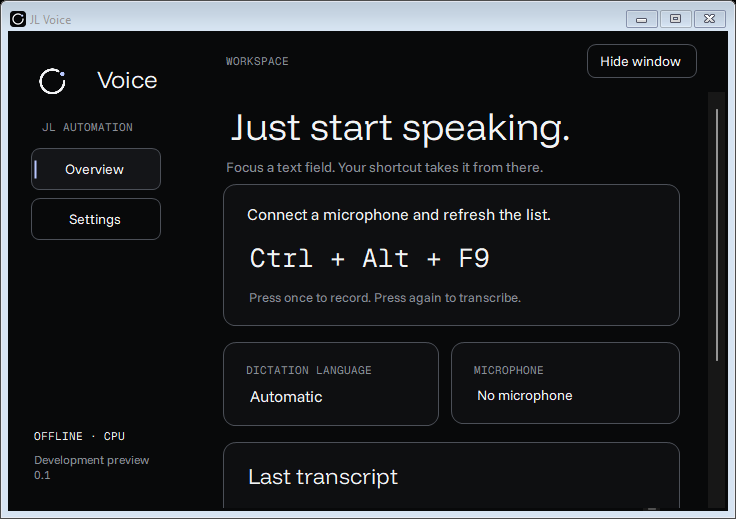 JL Voice
Voice
JL AUTOMATION
Overview
Settings
OFFLINE · CPU
Development preview
0.1
WORKSPACE
Hide window
Just start speaking.
Focus a text field. Your shortcut takes it from there.
Connect a microphone and refresh the list.
Ctrl + Alt + F9
Press once to record. Press again to transcribe.
DICTATION LANGUAGE
Automatic
MICROPHONE
No microphone
Last transcript